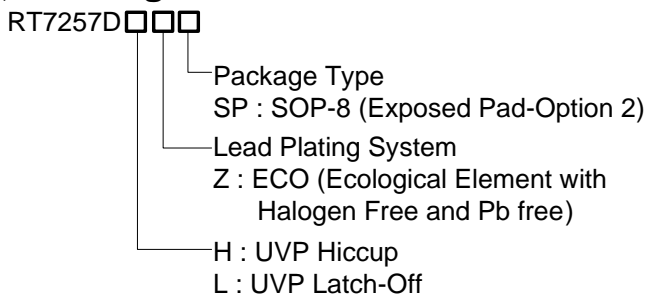 RT7257D□□□
Package Type
SP : SOP-8 (Exposed Pad-Option 2)
Lead Plating System
Z : ECO (Ecological Element with
Halogen Free and Pb free)
H : UVP Hiccup
L : UVP Latch-Off